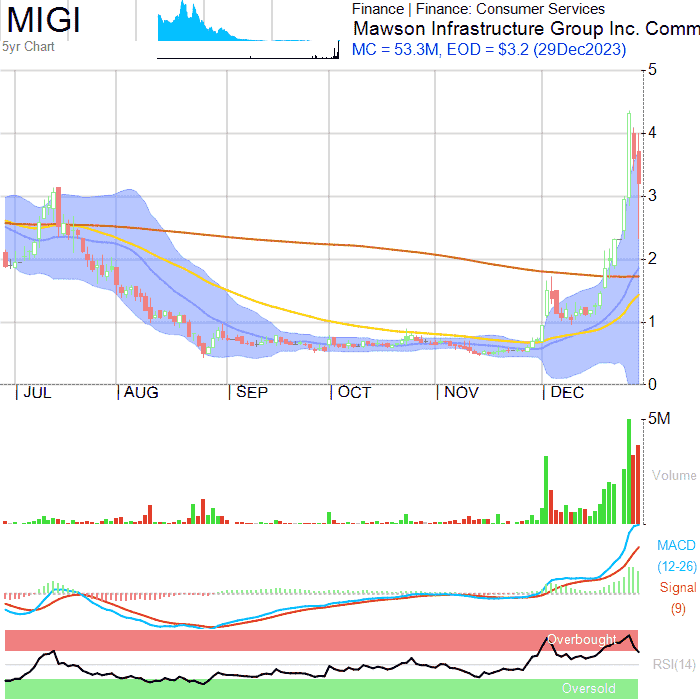 MIGI
5yr Chart
Finance | Finance: Consumer Services
Mawson Infrastructure Group Inc. Comm
MC = 53.3M, EOD = $3.2 (29Dec2023)
5
4
3
2
1
0
JUL AUG SEP OCT NOV DEC
5M
Volume
MACD
(12-26)
Signal
(9)
Overbought
RSI(14)
Oversold